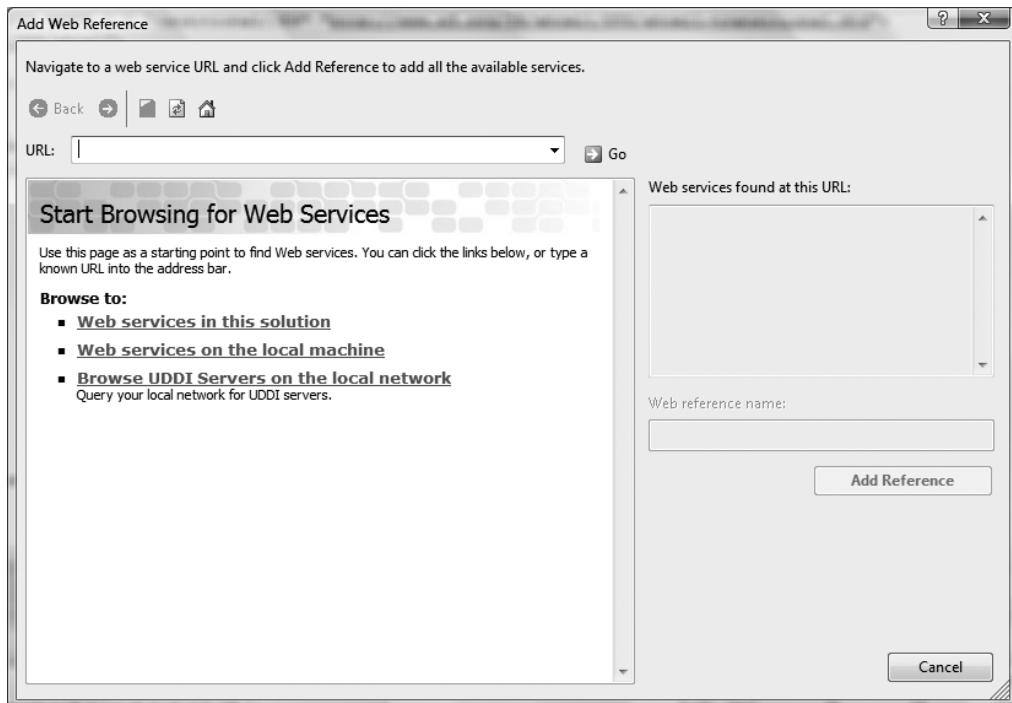 Add Web Reference
?
Navigate to a web service URL and click Add Reference to add all the available services.
Back
URL:
Go
Start Browsing for Web Services
Use this page as a starting point to find Web services. You can click the links below, or type a
known URL into the address bar.
Browse to:
Web services in this solution
Web services on the local machine
Browse UDDI Servers on the local network
Query your local network for UDDI servers.
Web services found at this URL:
Web reference name:
Add Reference
Cancel